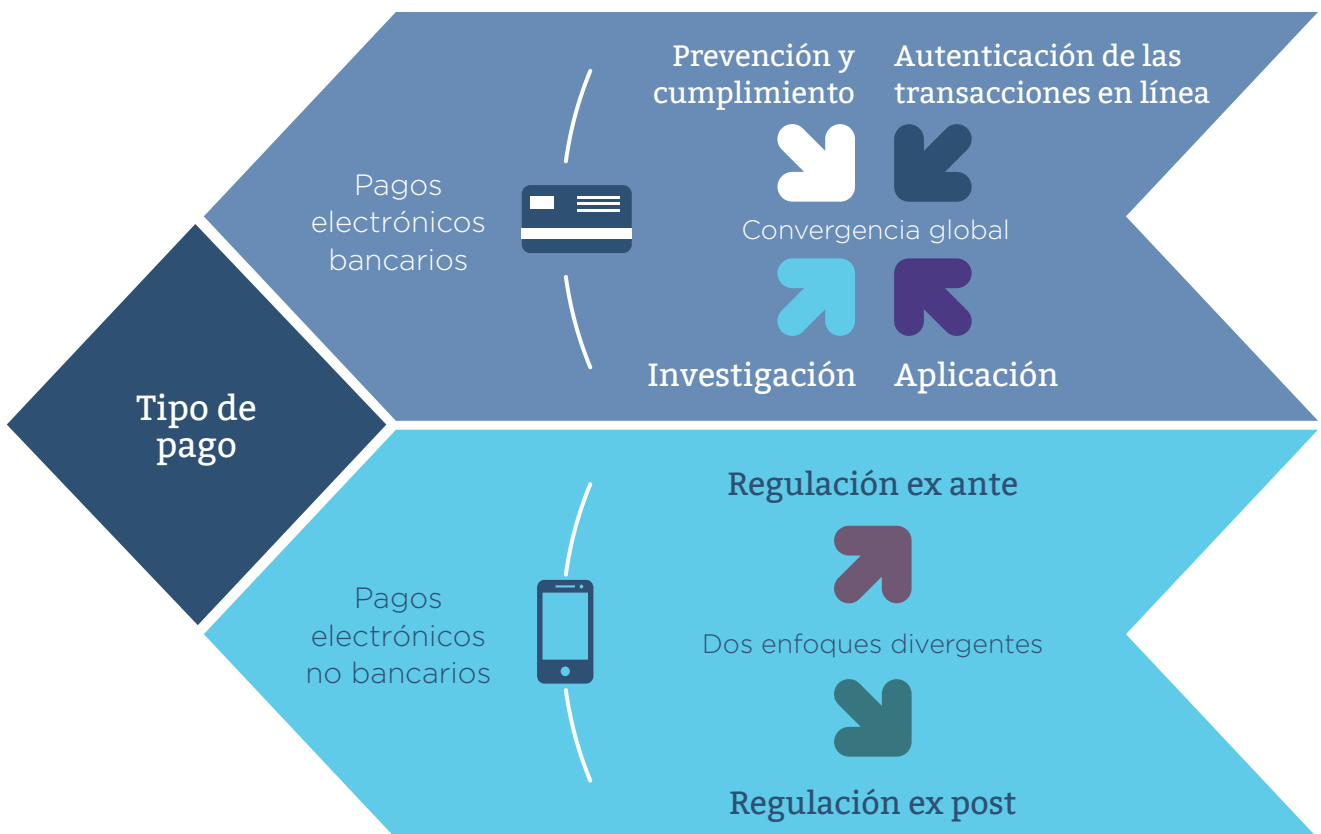 Tipo de
pago
Pagos
electrónicos
bancarios
Prevención y
cumplimiento
Autenticación de las
transacciones en línea
Convergencia global
Investigación
Aplicación
Pagos
electrónicos
no bancarios
Regulación ex ante
Dos enfoques divergentes
Regulación ex post